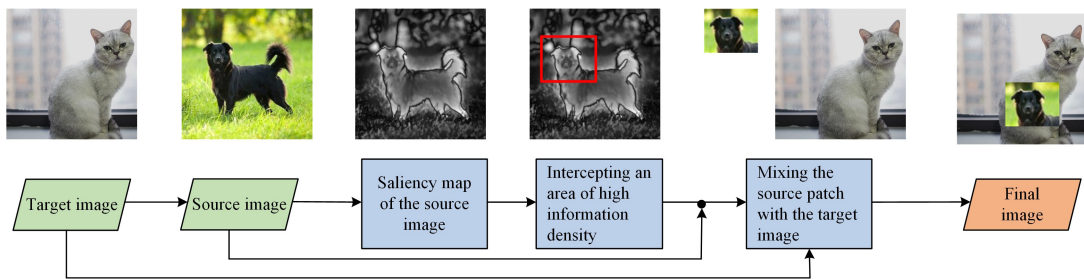 Target image
Source image
Saliency map
of the source
image
Intercepting an
area of high
information
density
Mixing the
source patch
with the target
image
Final
image